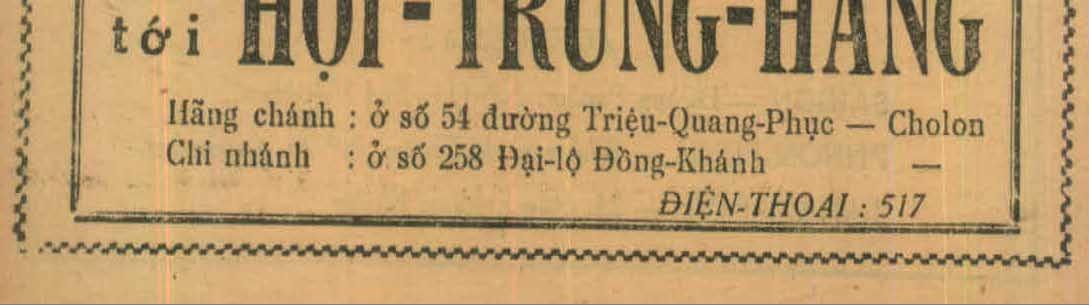 tới HỘI-TRUNG-HÀNG
Hãng chánh : ở số 54 đường Triệu-Quang-Phục — Cholon
Chi nhánh : ở số 258 Đại-lộ Đồng-Khánh —
ĐIỆN-THOẠI : 517